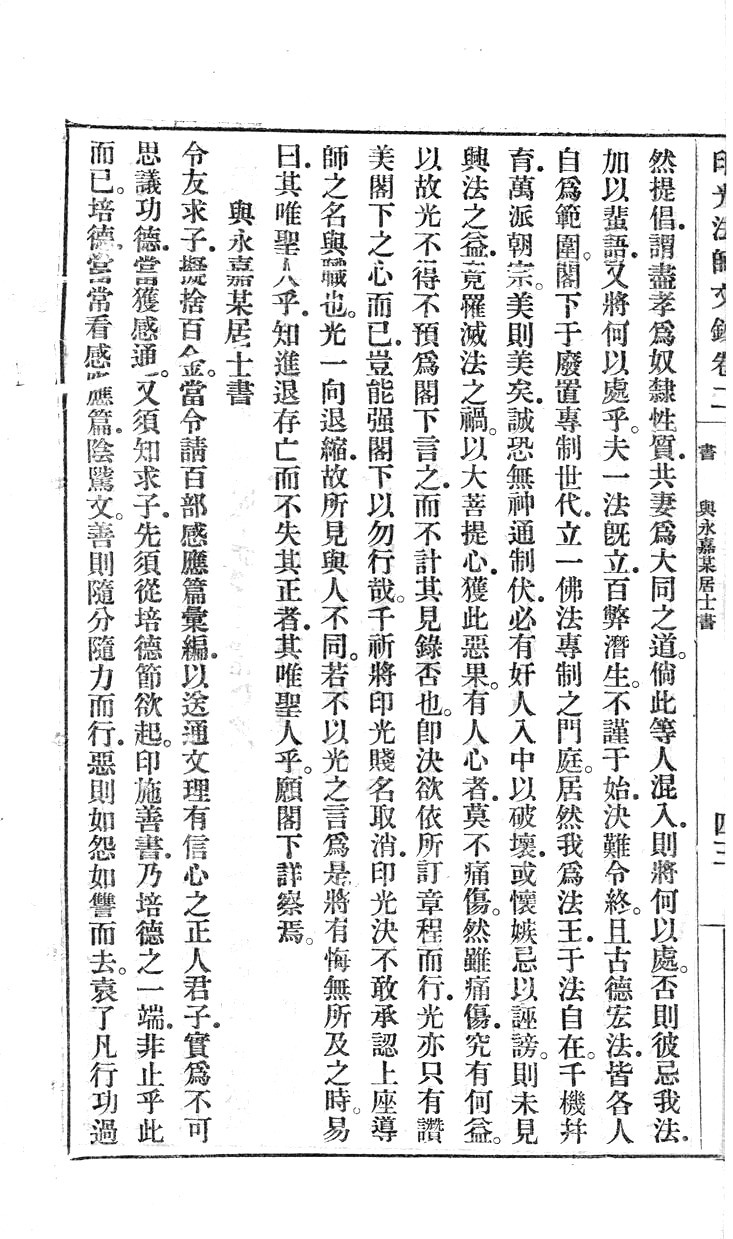 印光法師文鈔卷二 書 與永嘉某居士書 四三
然提倡．謂盡孝爲奴隸性質．共妻爲大同之道。倘此等人混入．則將何以處。否則彼忌我法．
加以蜚語．又將何以處乎。夫一法旣立．百弊潛生。不謹于始．決難令終。且古德宏法．皆各人
自爲範圍。閣下于廢置專制世代．立一佛法專制之門庭。居然我爲法王．于法自在。千機幷
育．萬派朝宗。美則美矣．誠恐無神通制伏．必有奸人入中以破壞．或懷嫉忌以誣謗。則未見
興法之益．竟罹滅法之禍。以大菩提心．獲此惡果。有人心者．莫不痛傷。然雖痛傷．究有何益。
以故光不得不預爲閣下言之．而不計其見錄否也。卽決欲依所訂章程而行．光亦只有讚
美閣下之心而已．豈能强閣下以勿行哉。千祈將印光賤名取消．印光決不敢承認上座導
師之名與職也。光一向退縮．故所見與人不同。若不以光之言爲是．將有悔無所及之時。易
曰．其唯聖人乎．知進退存亡而不失其正者．其唯聖人乎。願閣下詳察焉。
與永嘉某居士書
令友求子．擬捨百金。當令請百部感應篇彙編．以送通文理有信心之正人君子．實爲不可
思議功德．當獲感通。又須知求子．先須從培德節欲起。印施善書．乃培德之一端．非止乎此
而已。培德．當常看感應篇．陰騭文。善則隨分隨力而行．惡則如怨如讐而去。袁了凡行功過